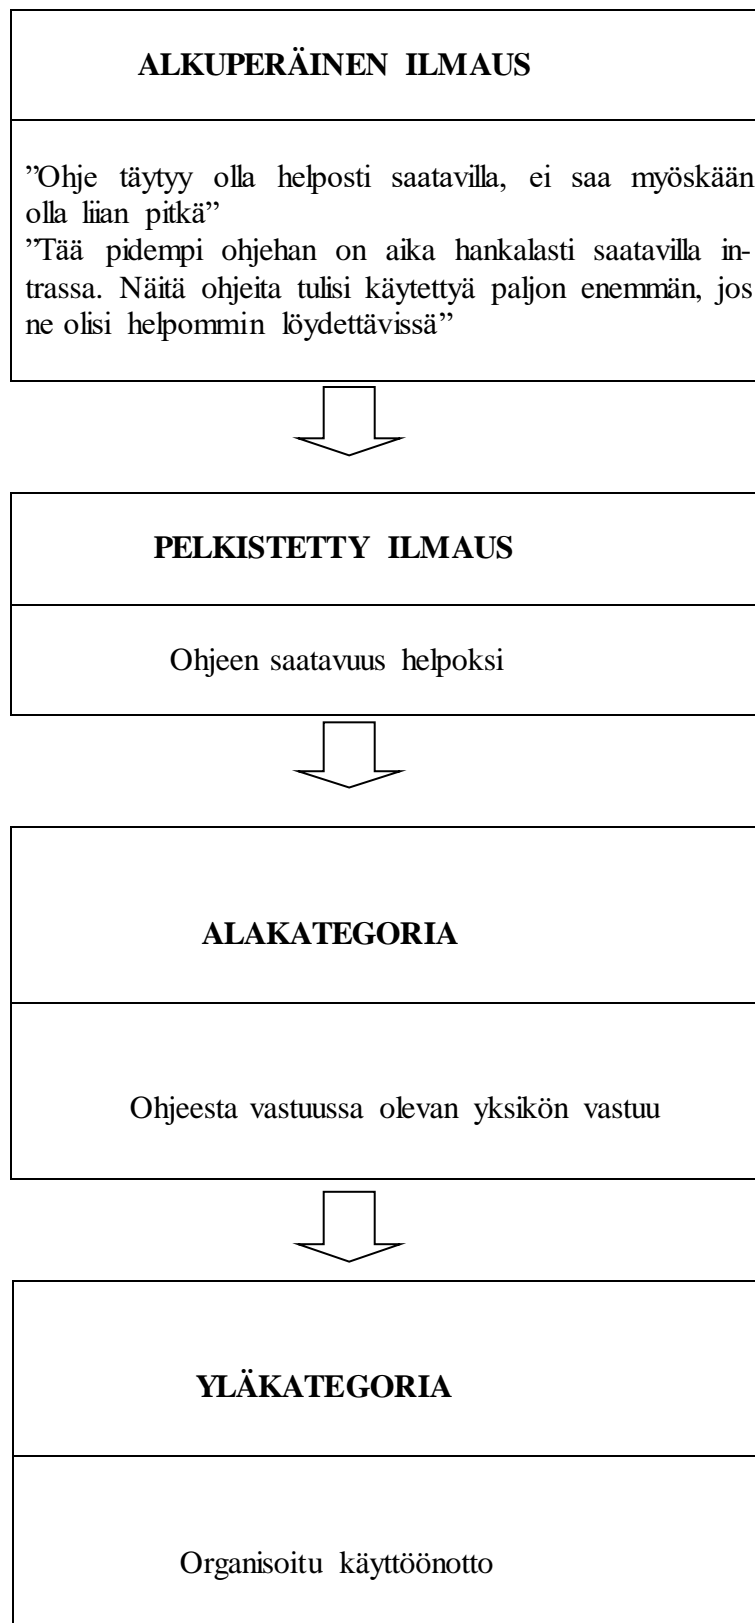 ALKUPERÄINEN ILMAUS
”Ohje täytyy olla helposti saatavilla, ei saa myöskään
olla liian pitkä”
”Tää pidempi ohjehan on aika hankalasti saatavilla in-
trassa. Näitä ohjeita tulisi käytettyä paljon enemmän, jos
ne olisi helpommin löydettävissä”
PELKISTETTY ILMAUS
Ohjeen saatavuus helpoksi
ALAKATEGORIA
Ohjeesta vastuussa olevan yksikön vastuu
YLÄKATEGORIA
Organisoitu käyttöönotto